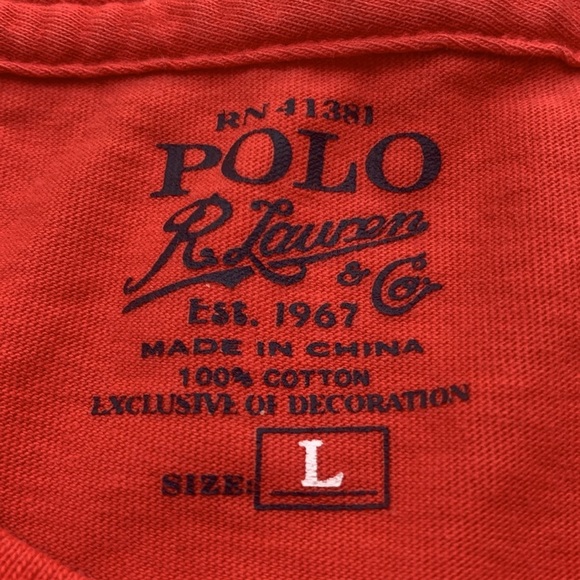 RN 41381
POLO
R. Lauren
& Co.
EST. 1967
MADE IN CHINA
100% COTTON
EXCLUSIVE OF DECORATION
SIZE: L